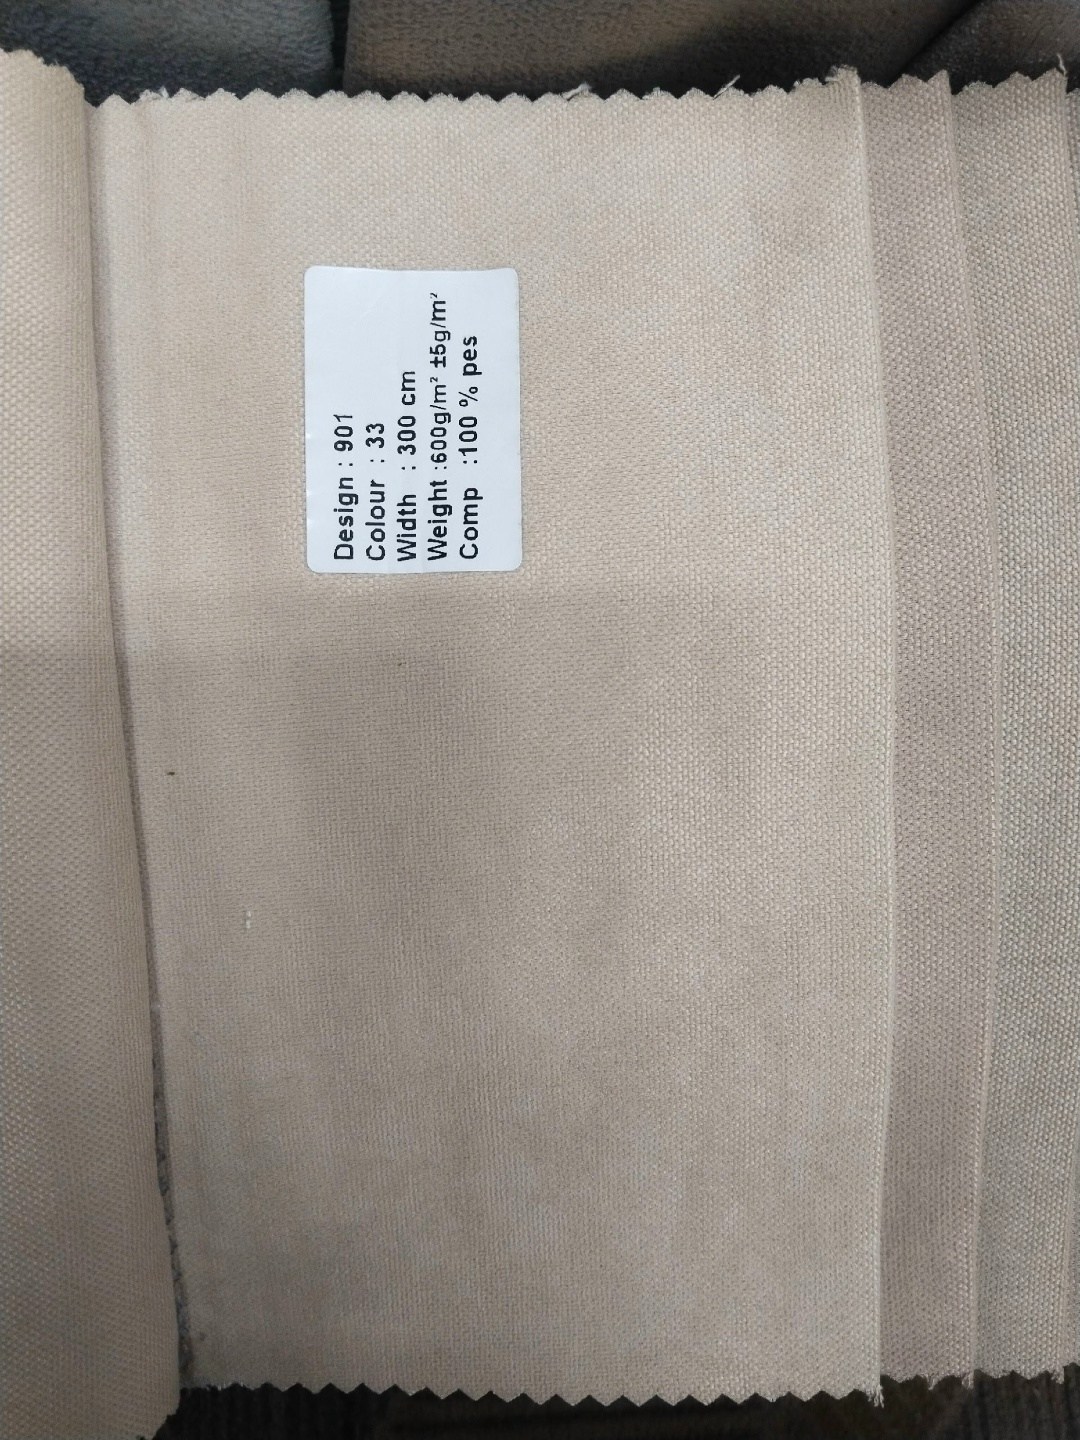 Design : 901
Colour : 33
Width : 300 cm
Weight :600g/m² ±5g/m²
Comp :100 % pes